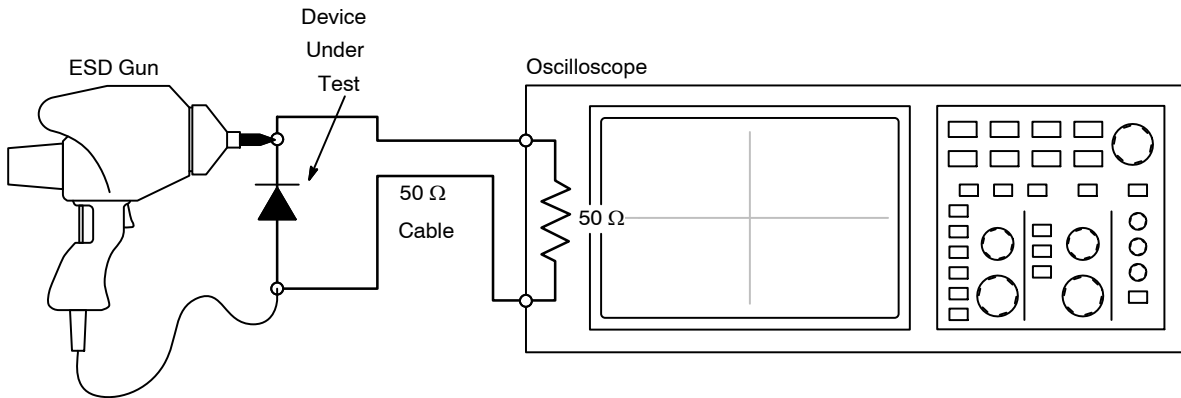 Device
Under
Test
ESD Gun
Oscilloscope
50 Ω
Cable
50 Ω